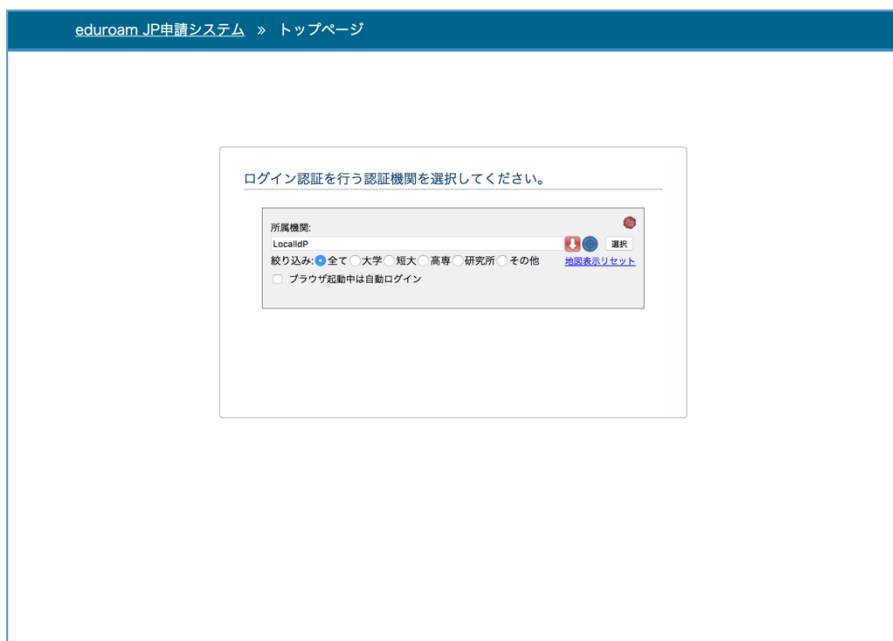 eduroam JP申請システム » トップページ
ログイン認証を行う認証機関を選択してください。
所属機関:
LocalIdP 選択
絞り込み: 全て 大学 短大 高専 研究所 その他 地図表示リセット
ブラウザ起動中は自動ログイン